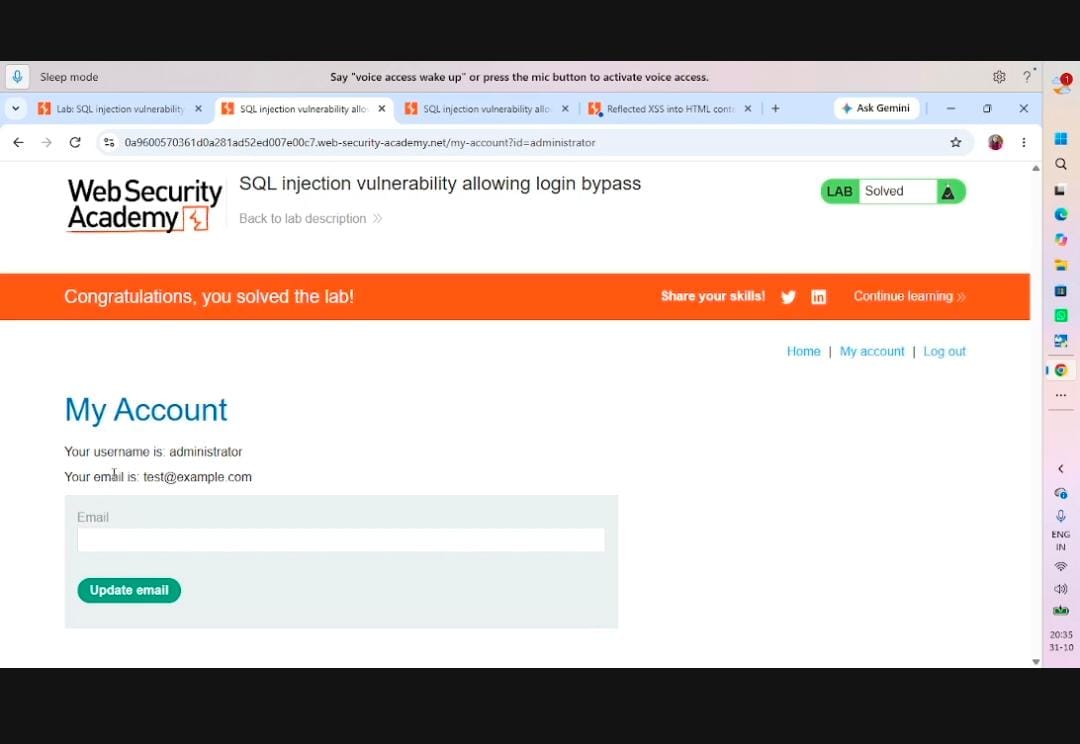 Sleep mode
Say "voice access wake up" or press the mic button to activate voice access.
Lab: SQL injection vulnerability
SQL injection vulnerability allo
SQL injection vulnerability allo
Reflected XSS into HTML cont
Ask Gemini
0a9600570361d0a281ad52ed007e00c7.web-security-academy.net/my-account?id=administrator
Web Security
Academy
SQL injection vulnerability allowing login bypass
Back to lab description
LAB Solved
Congratulations, you solved the lab!
Share your skills!
Continue learning
Home | My account | Log out
My Account
Your username is: administrator
Your email is: test@example.com
Email
Update email
1
ENG
IN
20:35
31-10